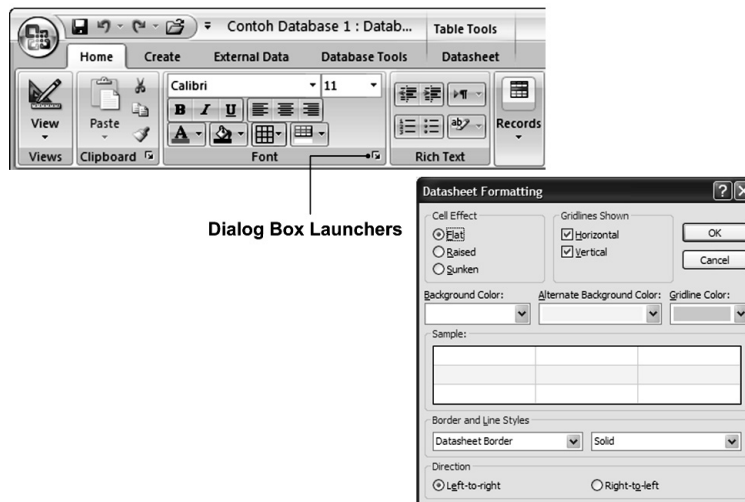 Contoh Database 1 : Datab... Table Tools
Home Create External Data Database Tools Datasheet
Calibri 11
View Paste B I U A ab Records
Views Clipboard Font Rich Text
Dialog Box Launchers
Datasheet Formatting
Cell Effect Gridlines Shown
Flat Horizontal OK
Raised Vertical
Sunken Cancel
Background Color: Alternate Background Color: Gridline Color:
Sample:
Border and Line Styles
Datasheet Border Solid
Direction
Left-to-right Right-to-left